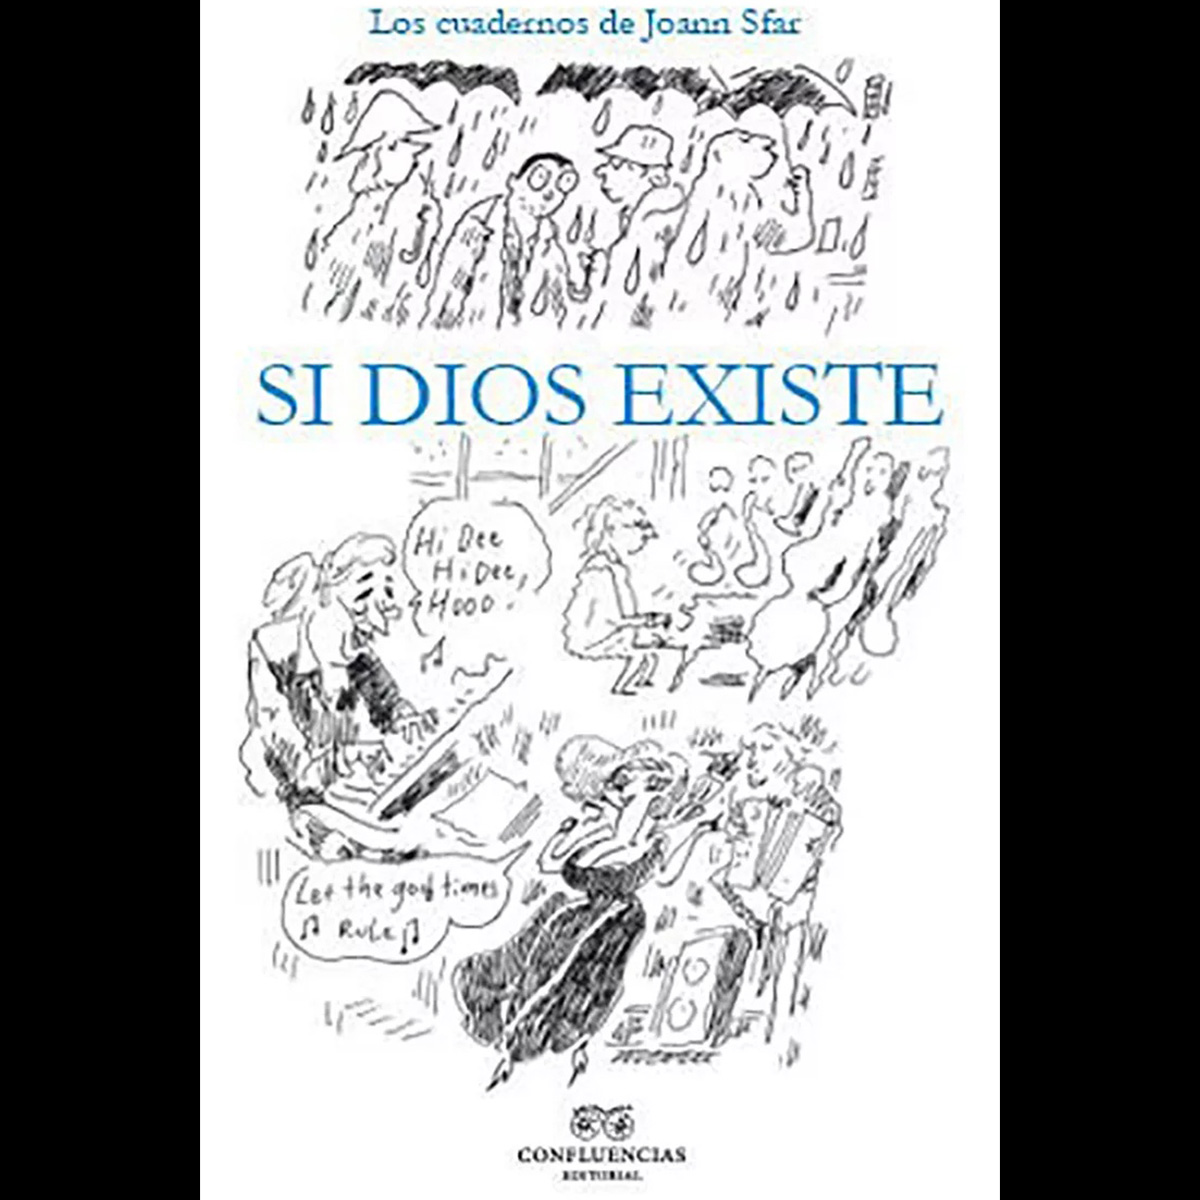 Los cuadernos de Joann Sfar
SI DIOS EXISTE
Hi Dee
Hi Dee,
Hooo.
Let the good times
Rule
CONFLUENCIAS
EDITORIAL